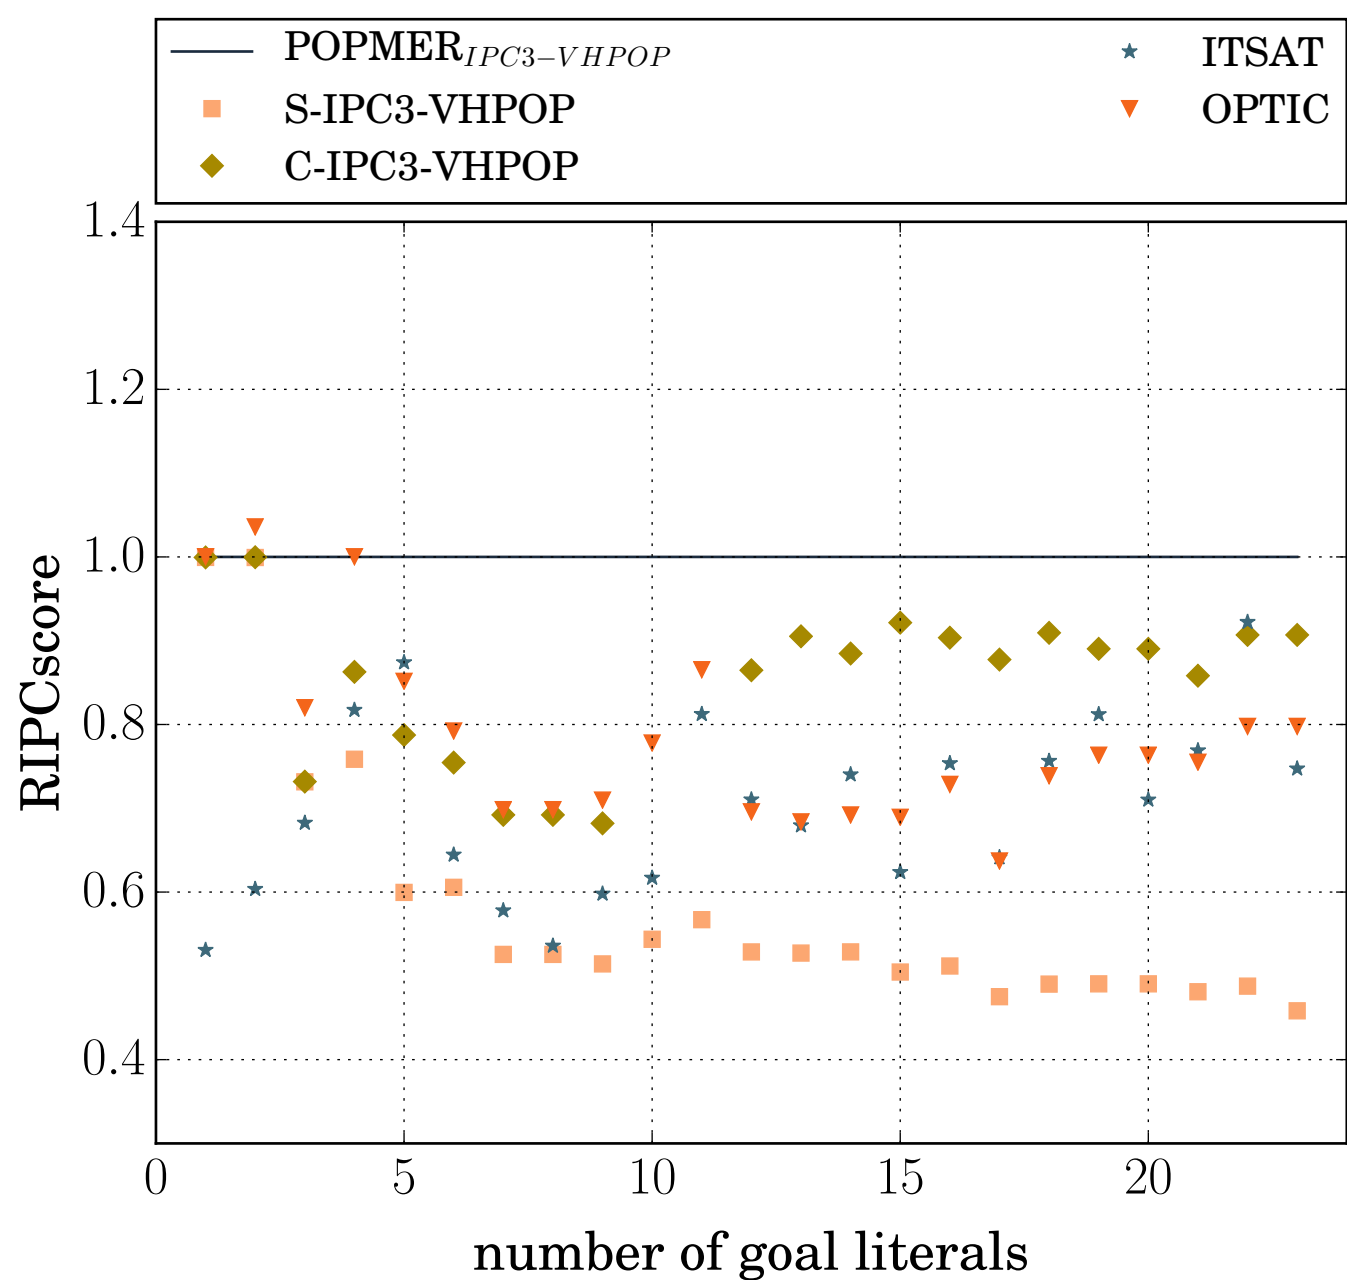 POPMER_{IPC3-VHPOP}
S-IPC3-VHPOP
C-IPC3-VHPOP
ITSAT
OPTIC
1.4
1.2
1.0
0.8
0.6
0.4
RIPCscore
0 5 10 15 20
number of goal literals